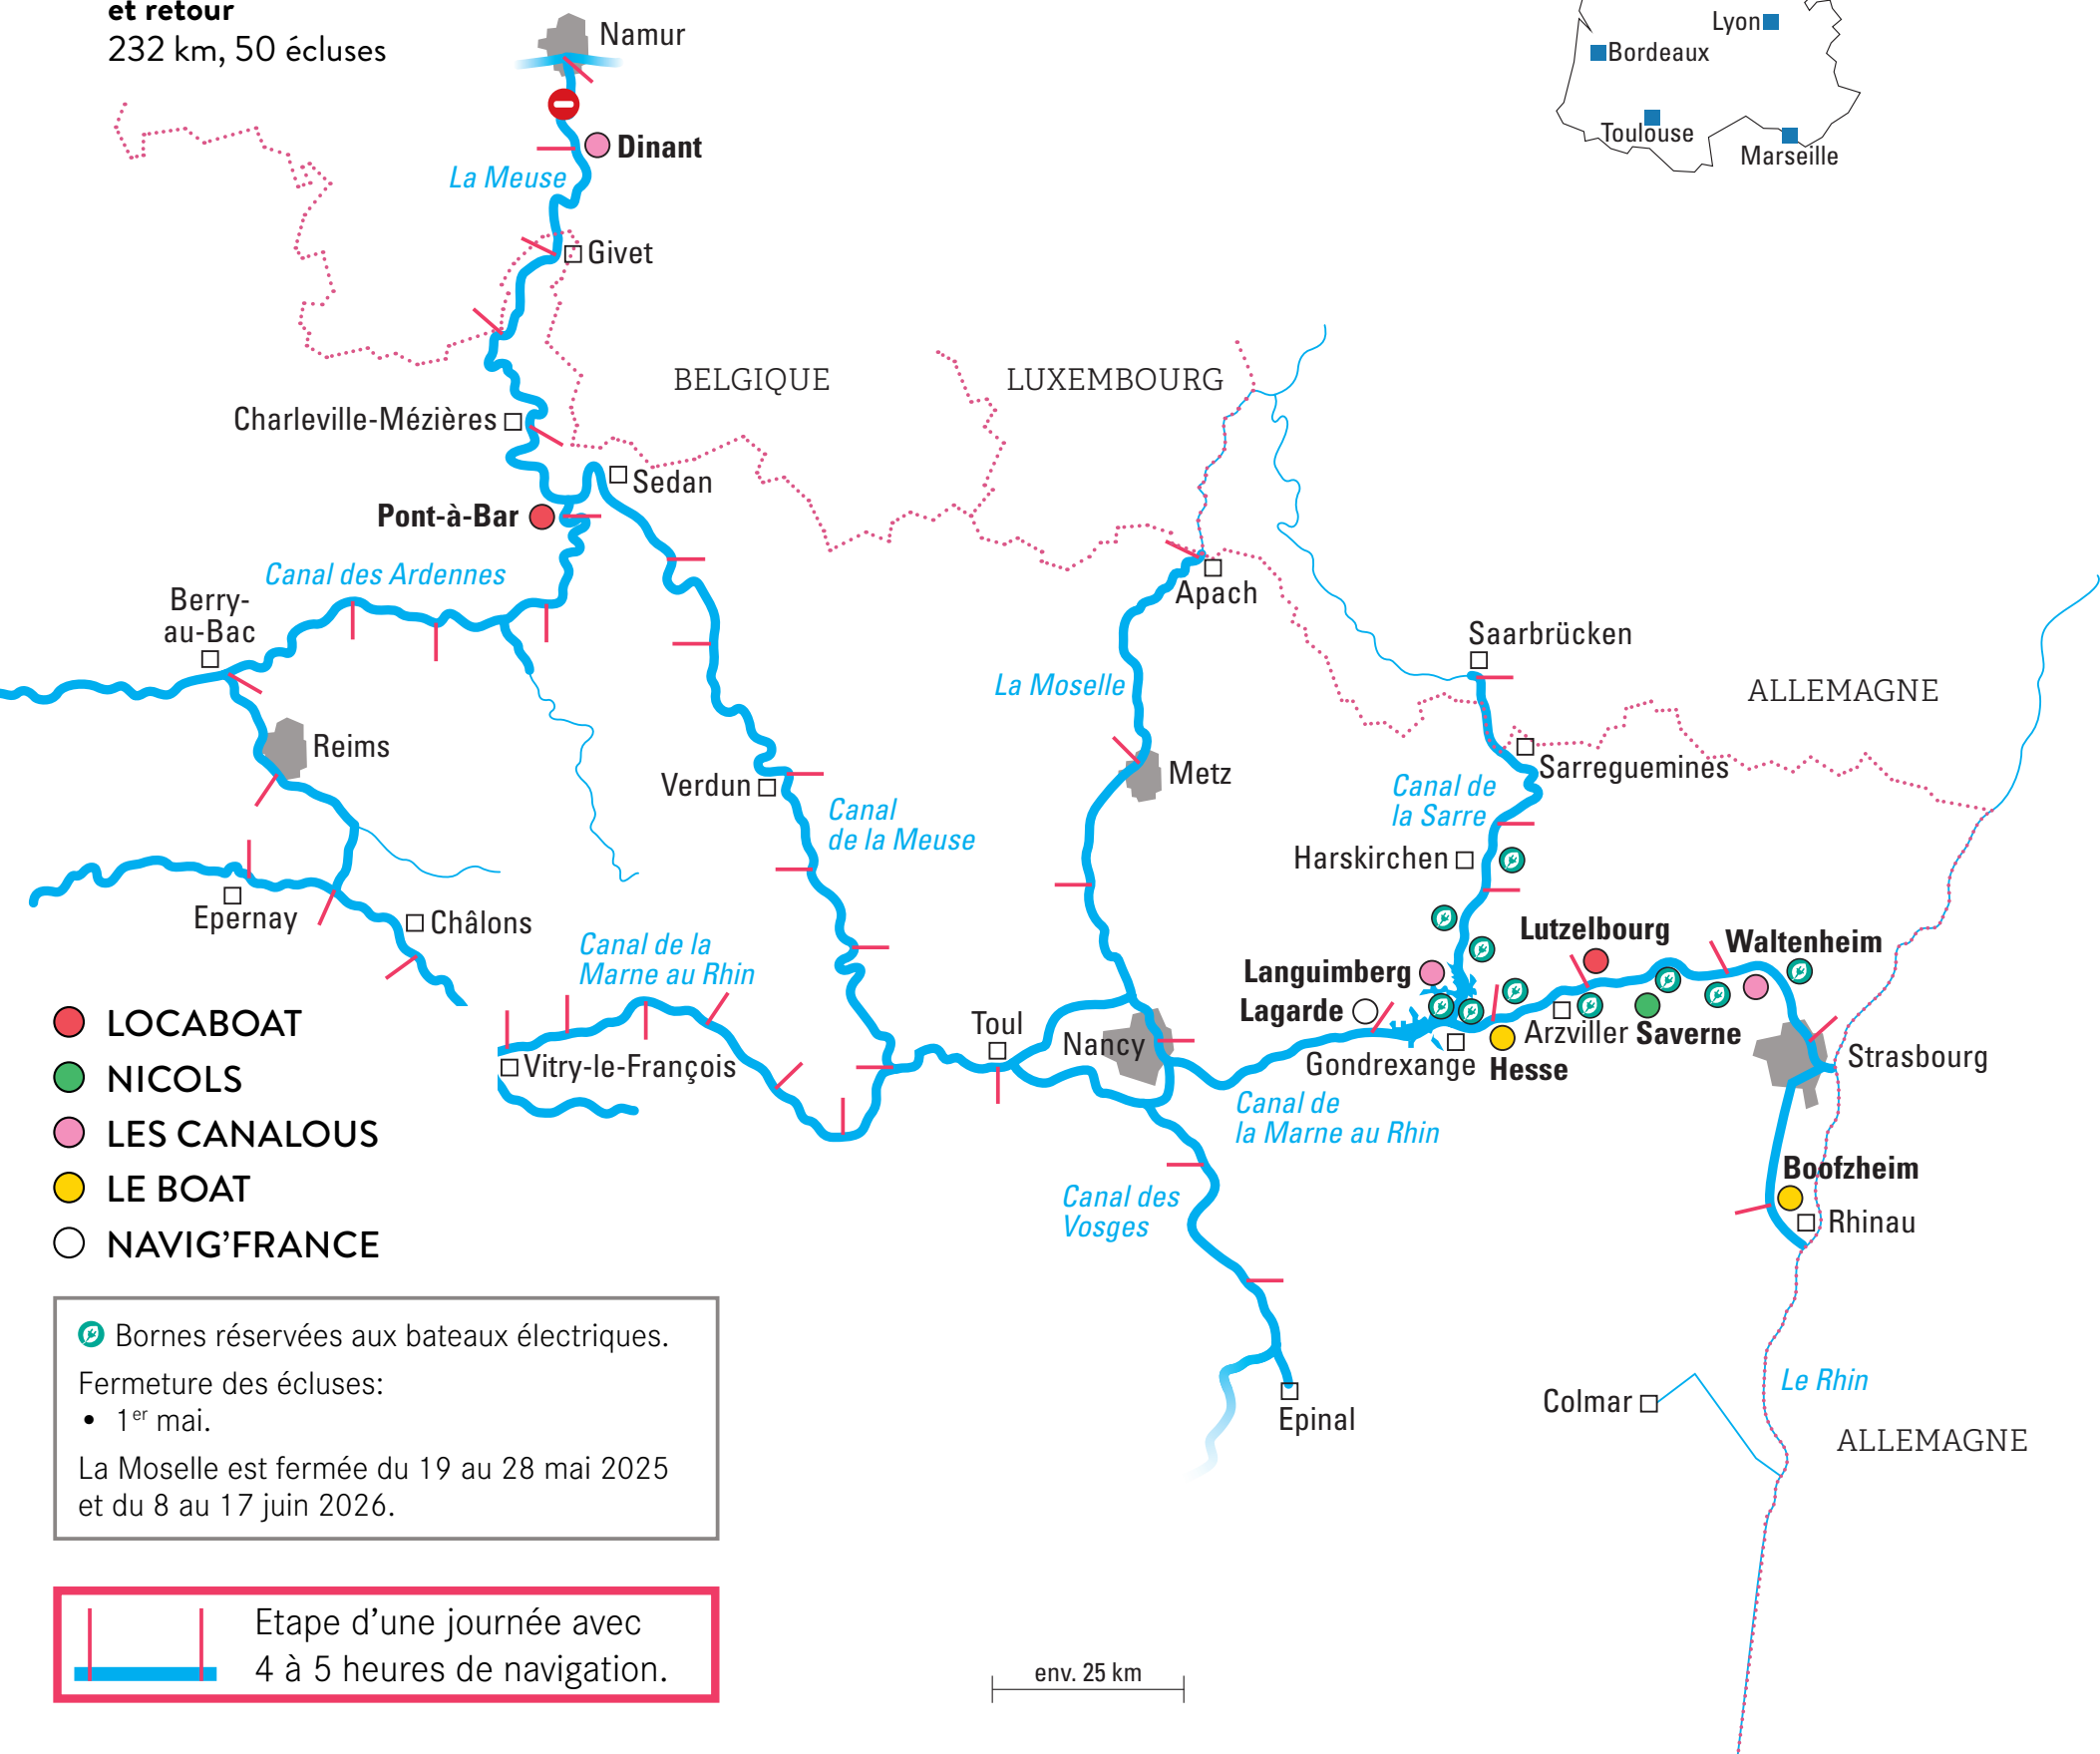 et retour
232 km, 50 écluses
Namur
Lyon
Bordeaux
Toulouse
Marseille
Dinant
La Meuse
Givet
BELGIQUE
LUXEMBOURG
Charleville-Mézières
Sedan
Pont-à-Bar
Canal des Ardennes
Berry-
au-Bac
Apach
Saarbrücken
La Moselle
ALLEMAGNE
Reims
Verdun
Metz
Sarreguemines
Canal de
la Sarre
Canal
de la Meuse
Harskirchen
Epernay
Châlons
Lutzelbourg
Waltenheim
Canal de la
Marne au Rhin
Languimberg
Lagarde
Toul
Nancy
Arzviller
Saverne
Gondrexange
Hesse
Strasbourg
Vitry-le-François
Canal de
la Marne au Rhin
Boofzheim
Rhinau
Canal des
Vosges
LOCABOAT
NICOLS
LES CANALOUS
LE BOAT
NAVIG’FRANCE
Bornes réservées aux bateaux électriques.
Fermeture des écluses:
• 1er mai.
La Moselle est fermée du 19 au 28 mai 2025
et du 8 au 17 juin 2026.
Epinal
Colmar
Le Rhin
ALLEMAGNE
Etape d’une journée avec
4 à 5 heures de navigation.
env. 25 km